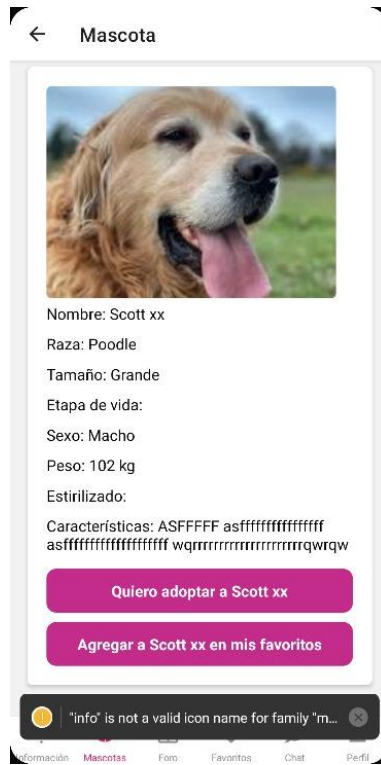 Mascota
Nombre: Scott xx
Raza: Poodle
Tamaño: Grande
Etapa de vida:
Sexo: Macho
Peso: 102 kg
Estirilizado:
Características: ASFFFFF asfffffffffffffff
asffffffffffffffffffff wqrrrrrrrrrrrrrrrrrrrrrrqwrqw
Quiero adoptar a Scott xx
Agregar a Scott xx en mis favoritos
"info" is not a valid icon name for family "m...
Información Mascotas Foro Favoritos Chat Perfil